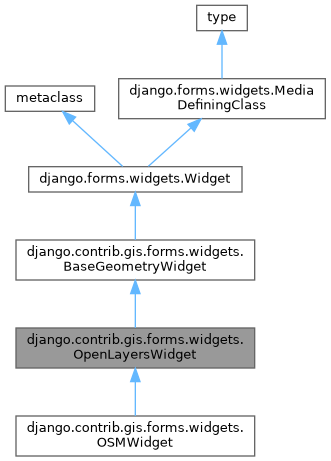 type
django.forms.widgets.Media
DefiningClass
metaclass
django.forms.widgets.Widget
django.contrib.gis.forms.widgets.
BaseGeometryWidget
django.contrib.gis.forms.widgets.
OpenLayersWidget
django.contrib.gis.forms.widgets.
OSMWidget